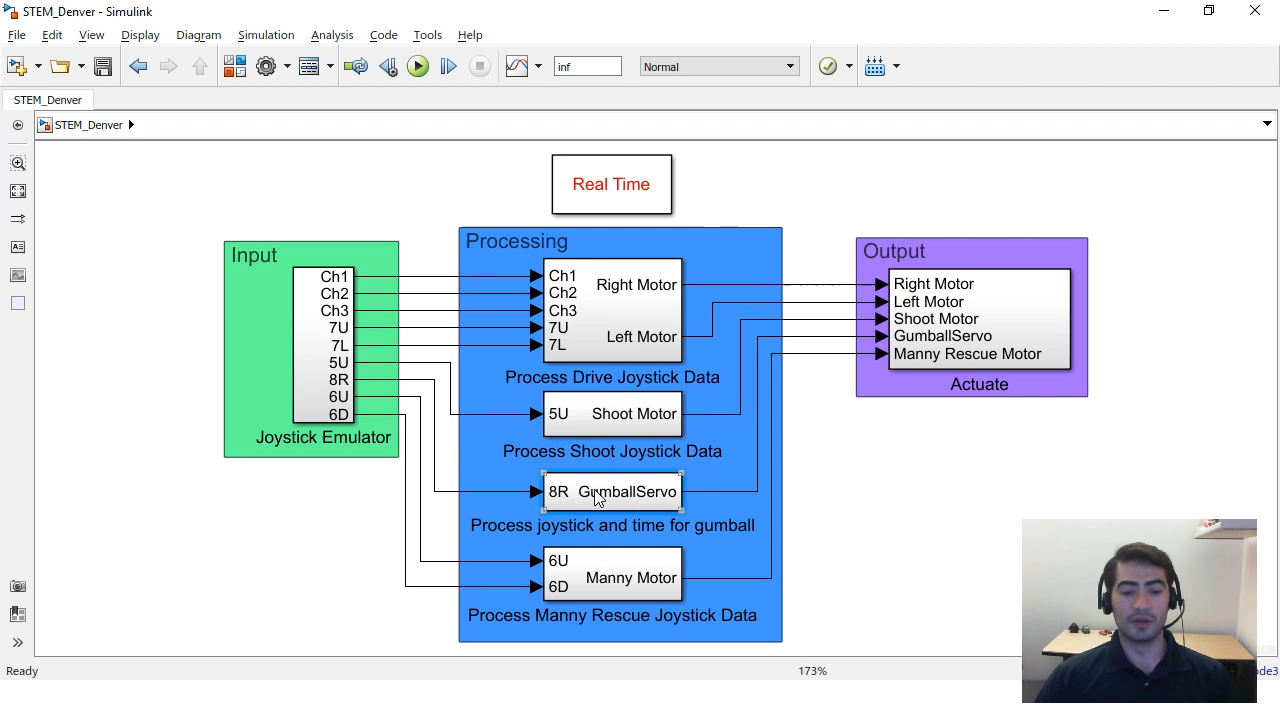 STEM_Denver - Simulink
File Edit View Display Diagram Simulation Analysis Code Tools Help
inf Normal
STEM_Denver
STEM_Denver
Real Time
Input
Ch1
Ch2
Ch3
7U
7L
5U
8R
6U
6D
Joystick Emulator
Processing
Ch1
Ch2
Ch3
7U
7L
Right Motor
Left Motor
Process Drive Joystick Data
5U Shoot Motor
Process Shoot Joystick Data
8R GumballServo
Process joystick and time for gumball
6U
6D
Manny Motor
Process Manny Rescue Joystick Data
Output
Right Motor
Left Motor
Shoot Motor
GumballServo
Manny Rescue Motor
Actuate
Ready 173% de3